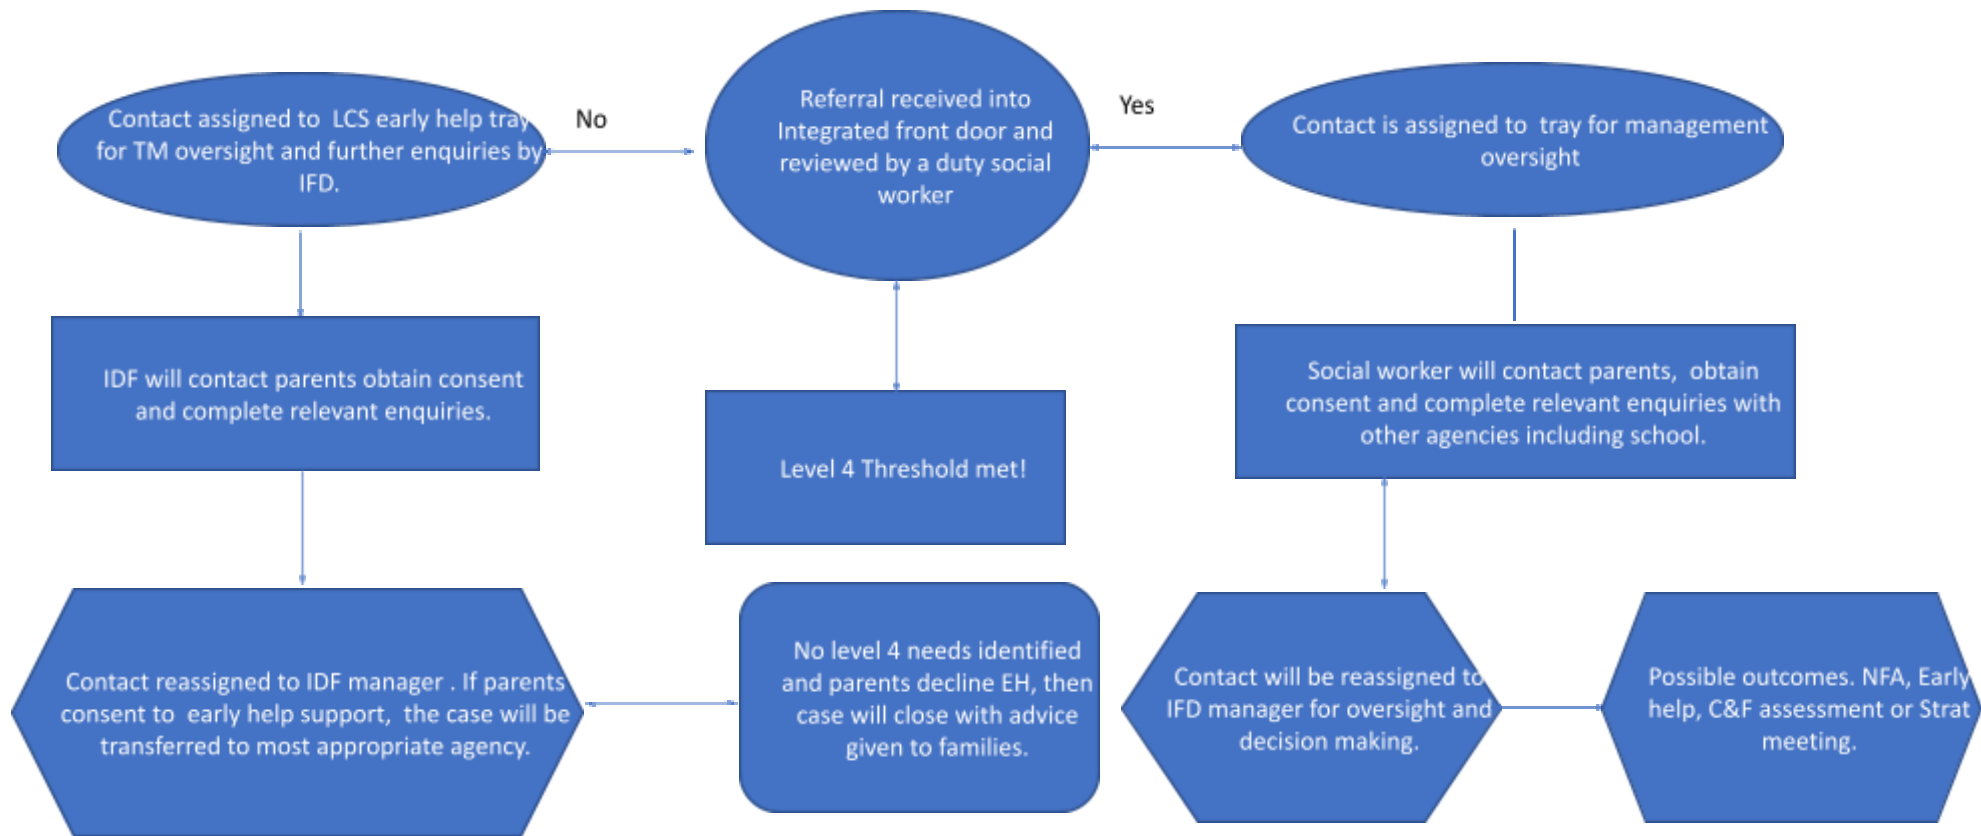 Contact assigned to  LCS early help tray
for TM oversight and further enquiries by
IFD.
No
Referral received into
Integrated front door and
reviewed by a duty social
worker
Yes
Contact is assigned to  tray for management
oversight
IDF will contact parents obtain consent
and complete relevant enquiries.
Level 4 Threshold met!
Social worker will contact parents,  obtain
consent and complete relevant enquiries with
other agencies including school.
Contact reassigned to IDF manager . If parents
consent to  early help support,  the case will be
transferred to most appropriate agency.
No level 4 needs identified
and parents decline EH, then
case will close with advice
given to families.
Contact will be reassigned to
IFD manager for oversight and
decision making.
Possible outcomes. NFA, Early
help, C&F assessment or Strat
meeting.